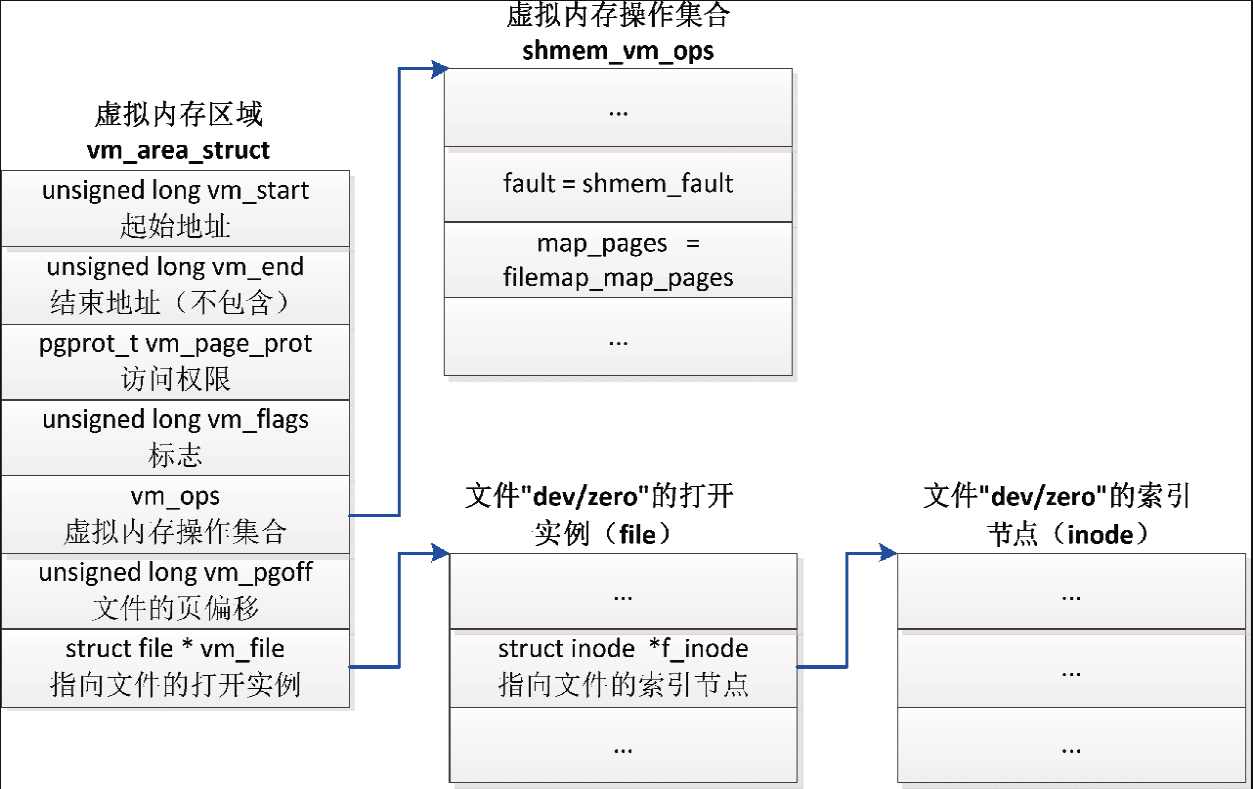 虚拟内存操作集合
shmem_vm_ops
...
fault = shmem_fault
map_pages =
filemap_map_pages
...
虚拟内存区域
vm_area_struct
unsigned long vm_start
起始地址
unsigned long vm_end
结束地址（不包含）
pgprot_t vm_page_prot
访问权限
unsigned long vm_flags
标志
vm_ops
虚拟内存操作集合
unsigned long vm_pgoff
文件的页偏移
struct file * vm_file
指向文件的打开实例
文件"dev/zero"的打开
实例（file）
...
struct inode *f_inode
指向文件的索引节点
...
文件"dev/zero"的索引
节点（inode）
...
...
...